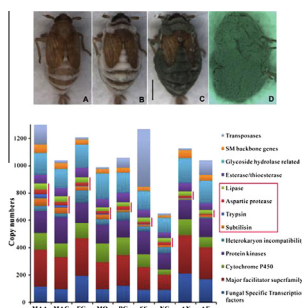 A B C D
Copy numbers
1200
1000
800
600
400
200
0
Transposases
SM backbone genes
Glycoside hydrolase related
Esterase/thioesterase
Lipase
Aspartic protease
Trypsin
Subtilisin
Heterokaryon incompatibility
Protein kinases
Cytochrome P450
Major facilitator superfamily
Fungal Specific Transcription
factors